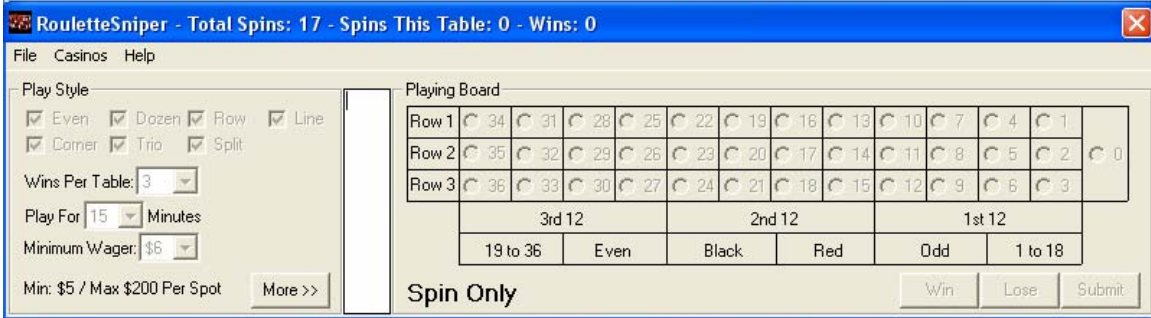 RouletteSniper - Total Spins: 17 - Spins This Table: 0 - Wins: 0
File Casinos Help
Play Style
Even Dozen Row Line
Corner Trio Split
Wins Per Table: 3
Play For 15 Minutes
Minimum Wager: $6
Min: $5 / Max $200 Per Spot More >>
Playing Board
Row 1 34 31 28 25 22 19 16 13 10 7 4 1
Row 2 35 32 29 26 23 20 17 14 11 8 5 2 0
Row 3 36 33 30 27 24 21 18 15 12 9 6 3
3rd 12 2nd 12 1st 12
19 to 36 Even Black Red Odd 1 to 18
Spin Only Win Lose Submit